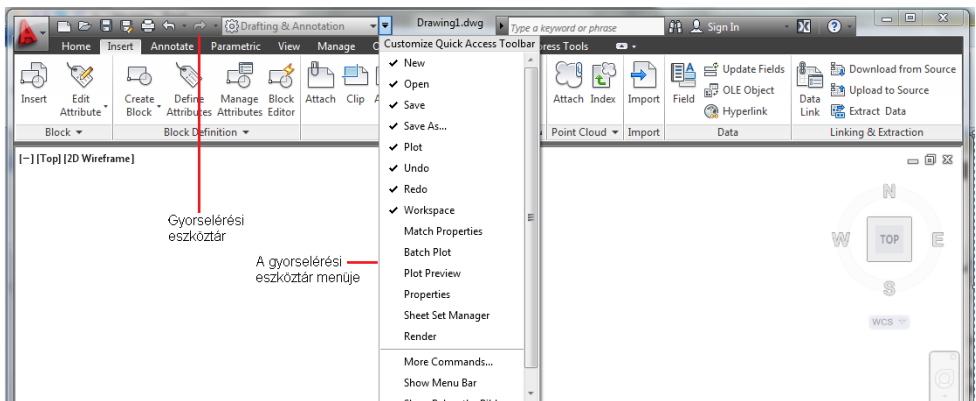 Drafting & Annotation
Drawing1.dwg
Type a keyword or phrase
Sign In
Home Insert Annotate Parametric View Manage
Customize Quick Access Toolbar
ress Tools
New
Open
Save
Save As...
Plot
Undo
Redo
Workspace
Match Properties
Batch Plot
Plot Preview
Properties
Sheet Set Manager
Render
More Commands...
Show Menu Bar
Insert
Edit Attribute
Create Block
Define Attributes
Manage Attributes
Block Editor
Attach
Clip
Block
Block Definition
Attach
Index
Import
Field
Update Fields
OLE Object
Hyperlink
Data Link
Download from Source
Upload to Source
Extract Data
Point Cloud
Import
Data
Linking & Extraction
[−] [Top] [2D Wireframe]
Gyorselérési
eszköztár
A gyorselérési
eszköztár menüje
N
W
TOP
E
S
WCS